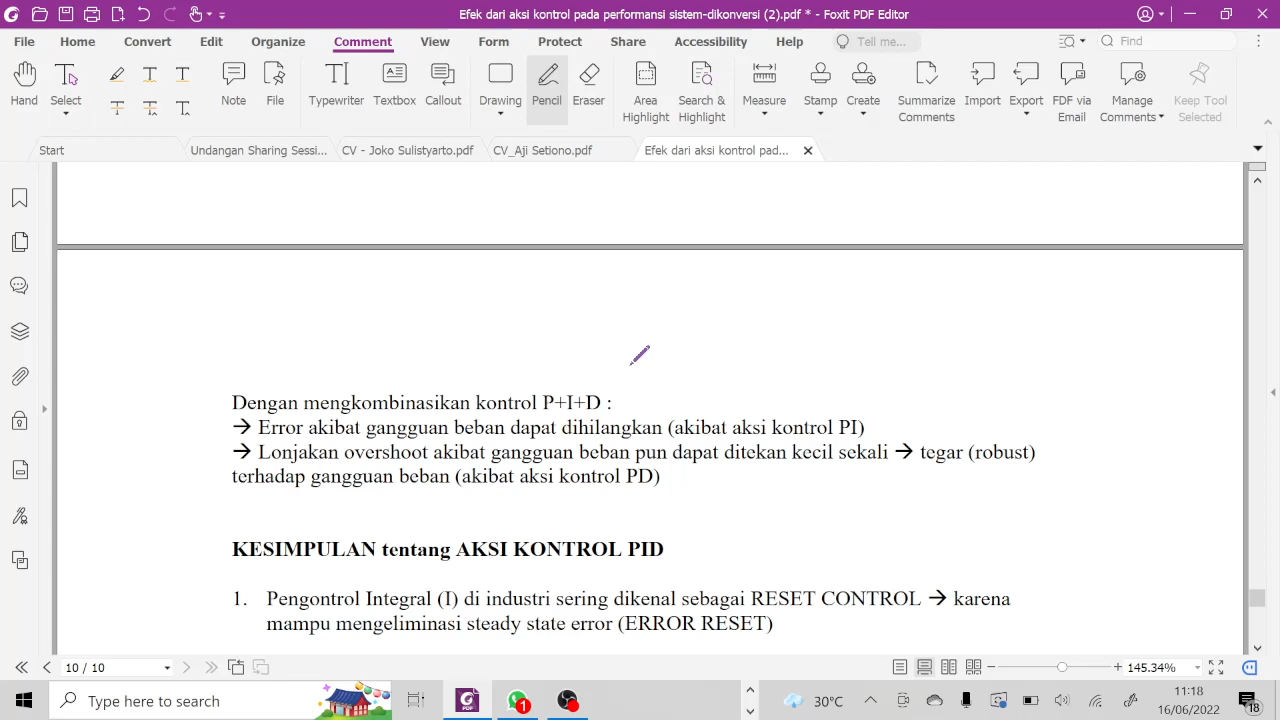 Efek dari aksi kontrol pada performansi sistem-dikonversi (2).pdf * - Foxit PDF Editor
File Home Convert Edit Organize Comment View Form Protect Share Accessibility Help Tell me... Find
Hand Select Note File Typewriter Textbox Callout Drawing Pencil Eraser Area Highlight Search & Highlight Measure Stamp Create Summarize Comments Import Export FDF via Email Manage Comments Keep Tool Selected
Start Undangan Sharing Sessi... CV - Joko Sulistyarto.pdf CV_Aji Setiono.pdf Efek dari aksi kontrol pad...
Dengan mengkombinasikan kontrol P+I+D :
→ Error akibat gangguan beban dapat dihilangkan (akibat aksi kontrol PI)
→ Lonjakan overshoot akibat gangguan beban pun dapat ditekan kecil sekali → tegar (robust)
terhadap gangguan beban (akibat aksi kontrol PD)
KESIMPULAN tentang AKSI KONTROL PID
1. Pengontrol Integral (I) di industri sering dikenal sebagai RESET CONTROL → karena
mampu mengeliminasi steady state error (ERROR RESET)
10 / 10 145.34%
Type here to search PDF 1 30°C 11:18
16/06/2022 18